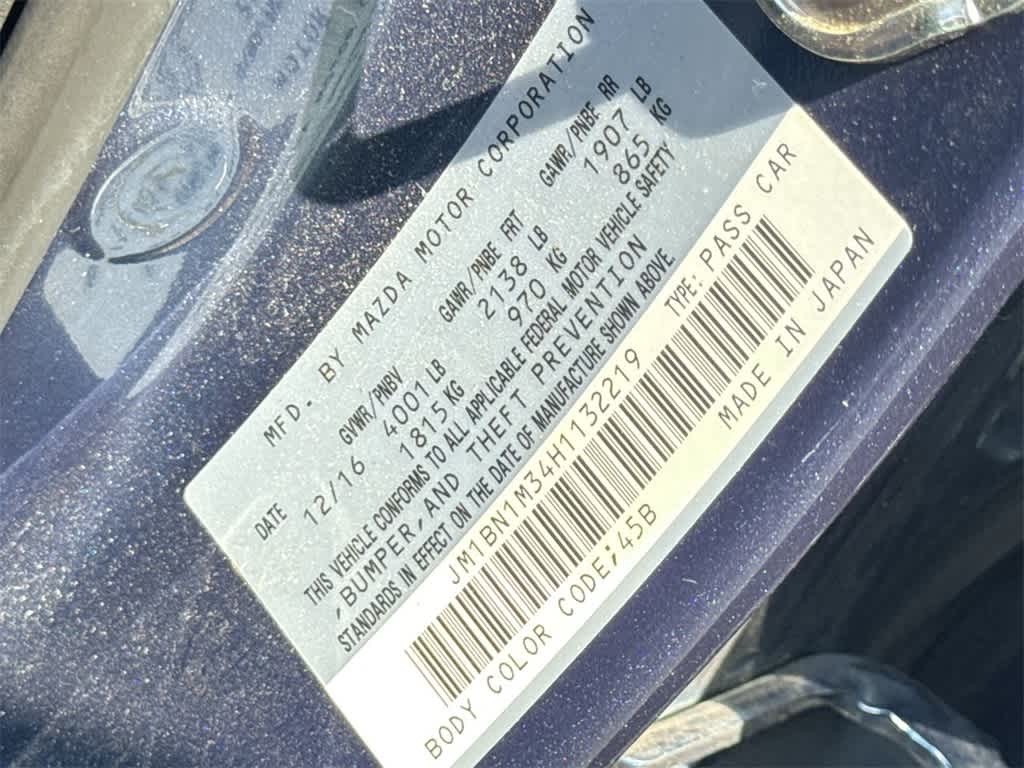 MFD. BY MAZDA MOTOR CORPORATION
DATE GVWR/PNBV GAWR/PNBE FRT GAWR/PNBE RR
12/16 4001 LB 2138 LB 1907 LB
1815 KG 970 KG 865 KG
THIS VEHICLE CONFORMS TO ALL APPLICABLE FEDERAL MOTOR VEHICLE SAFETY
,BUMPER,AND THEFT PREVENTION
STANDARDS IN EFFECT ON THE DATE OF MANUFACTURE SHOWN ABOVE
JM1BN1M34H1132219 TYPE: PASS CAR
BODY COLOR CODE;45B MADE IN JAPAN